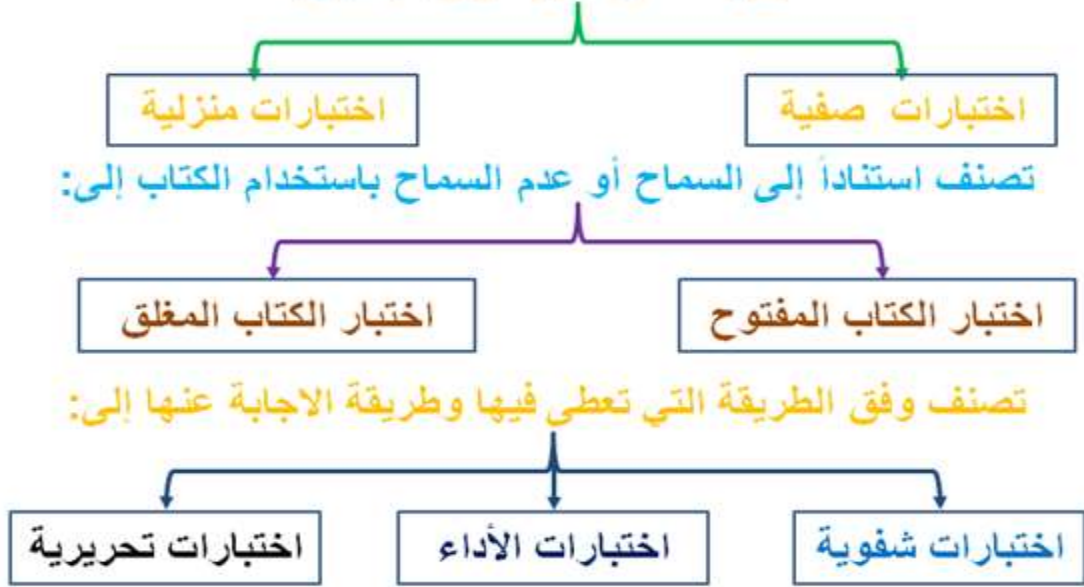 اختبارات صفية
اختبارات منزلية
تصنف استناداً إلى السماح أو عدم السماح باستخدام الكتاب إلى:
اختبار الكتاب المفتوح
اختبار الكتاب المغلق
تصنف وفق الطريقة التي تعطى فيها وطريقة الاجابة عنها إلى:
اختبارات شفوية
اختبارات الأداء
اختبارات تحريرية